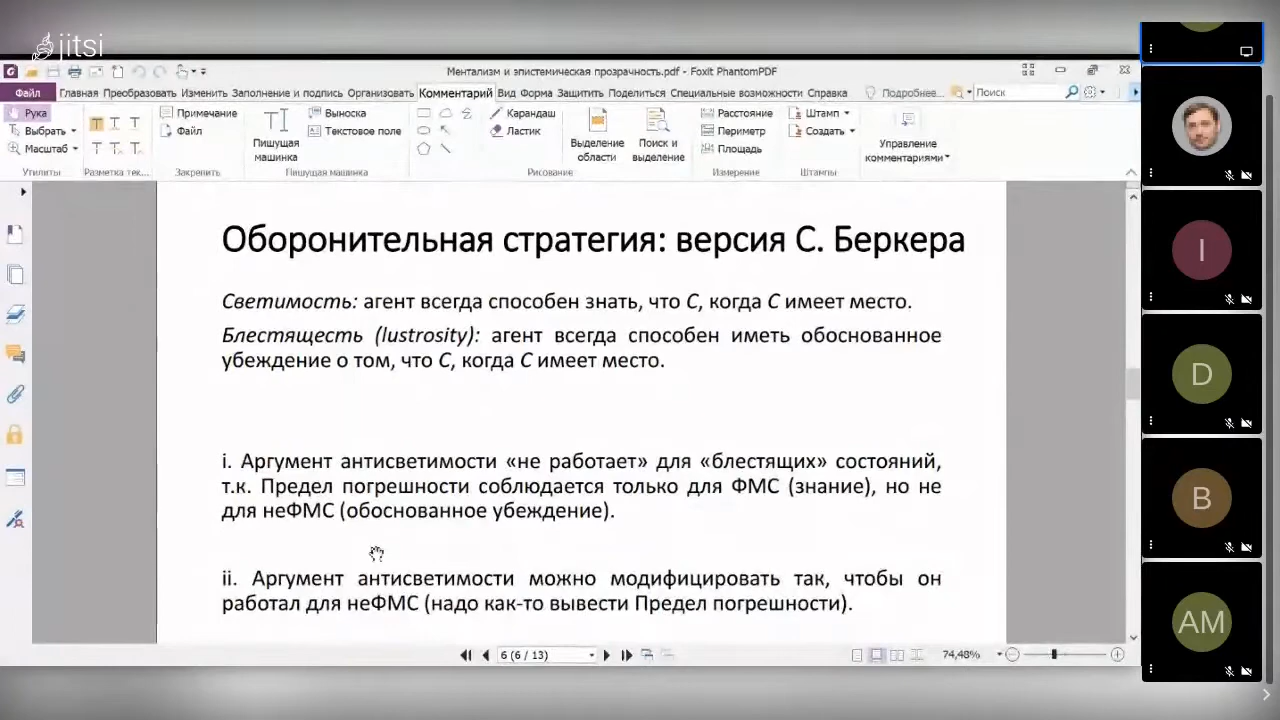 jitsi
Ментализм и эпистемическая прозрачность.pdf - Foxit PhantomPDF
Файл Главная Преобразовать Изменить Заполнение и подпись Организовать Комментарий Вид Форма Защитить Поделиться Специальные возможности Справка Подробнее... Поиск
Рука
Выбрать
Масштаб
Утилиты
T T T
T T T
Разметка тек...
Примечание
Файл
Закрепить
Пишущая
машинка
Выноска
Текстовое поле
Пишущая машинка
Карандаш
Ластик
Выделение
области
Поиск и
выделение
Рисование
Расстояние
Периметр
Площадь
Измерение
Штамп
Создать
Штампы
Управление
комментариями
Оборонительная стратегия: версия С. Беркера
Светимость: агент всегда способен знать, что С, когда С имеет место.
Блестящесть (lustrosity): агент всегда способен иметь обоснованное
убеждение о том, что С, когда С имеет место.
i. Аргумент антисветимости «не работает» для «блестящих» состояний,
т.к. Предел погрешности соблюдается только для ФМС (знание), но не
для неФМС (обоснованное убеждение).
ii. Аргумент антисветимости можно модифицировать так, чтобы он
работал для неФМС (надо как-то вывести Предел погрешности).
6 (6 / 13)
74,48%
I
D
B
AM